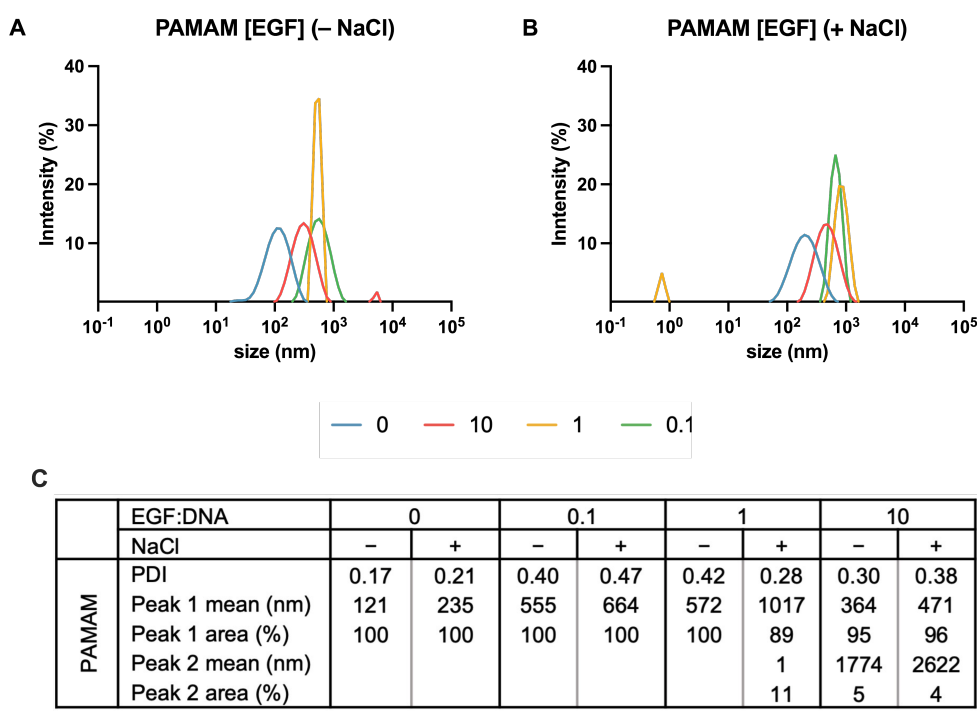 A
PAMAM [EGF] (– NaCl)
40
30
20
10
Inntensity (%)
10-1 100 101 102 103 104 105
size (nm)
B
PAMAM [EGF] (+ NaCl)
40
30
20
10
Inntensity (%)
10-1 100 101 102 103 104 105
size (nm)
0 10 1 0.1
C
EGF:DNA 0 0.1 1 10
NaCl – + – + – + – +
PAMAM
PDI 0.17 0.21 0.40 0.47 0.42 0.28 0.30 0.38
Peak 1 mean (nm) 121 235 555 664 572 1017 364 471
Peak 1 area (%) 100 100 100 100 100 89 95 96
Peak 2 mean (nm) 1 1774 2622
Peak 2 area (%) 11 5 4